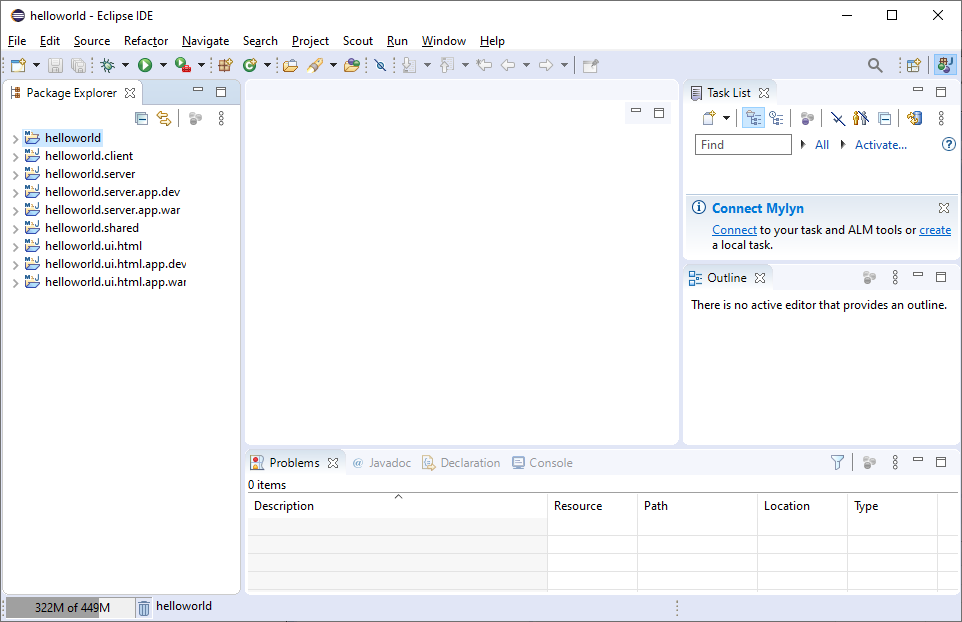 helloworld - Eclipse IDE
File Edit Source Refactor Navigate Search Project Scout Run Window Help
Package Explorer
helloworld
helloworld.client
helloworld.server
helloworld.server.app.dev
helloworld.server.app.war
helloworld.shared
helloworld.ui.html
helloworld.ui.html.app.dev
helloworld.ui.html.app.war
Task List
Find All Activate...
Connect Mylyn
Connect to your task and ALM tools or create
a local task.
Outline
There is no active editor that provides an outline.
Problems @ Javadoc Declaration Console
0 items
Description Resource Path Location Type
322M of 449M helloworld